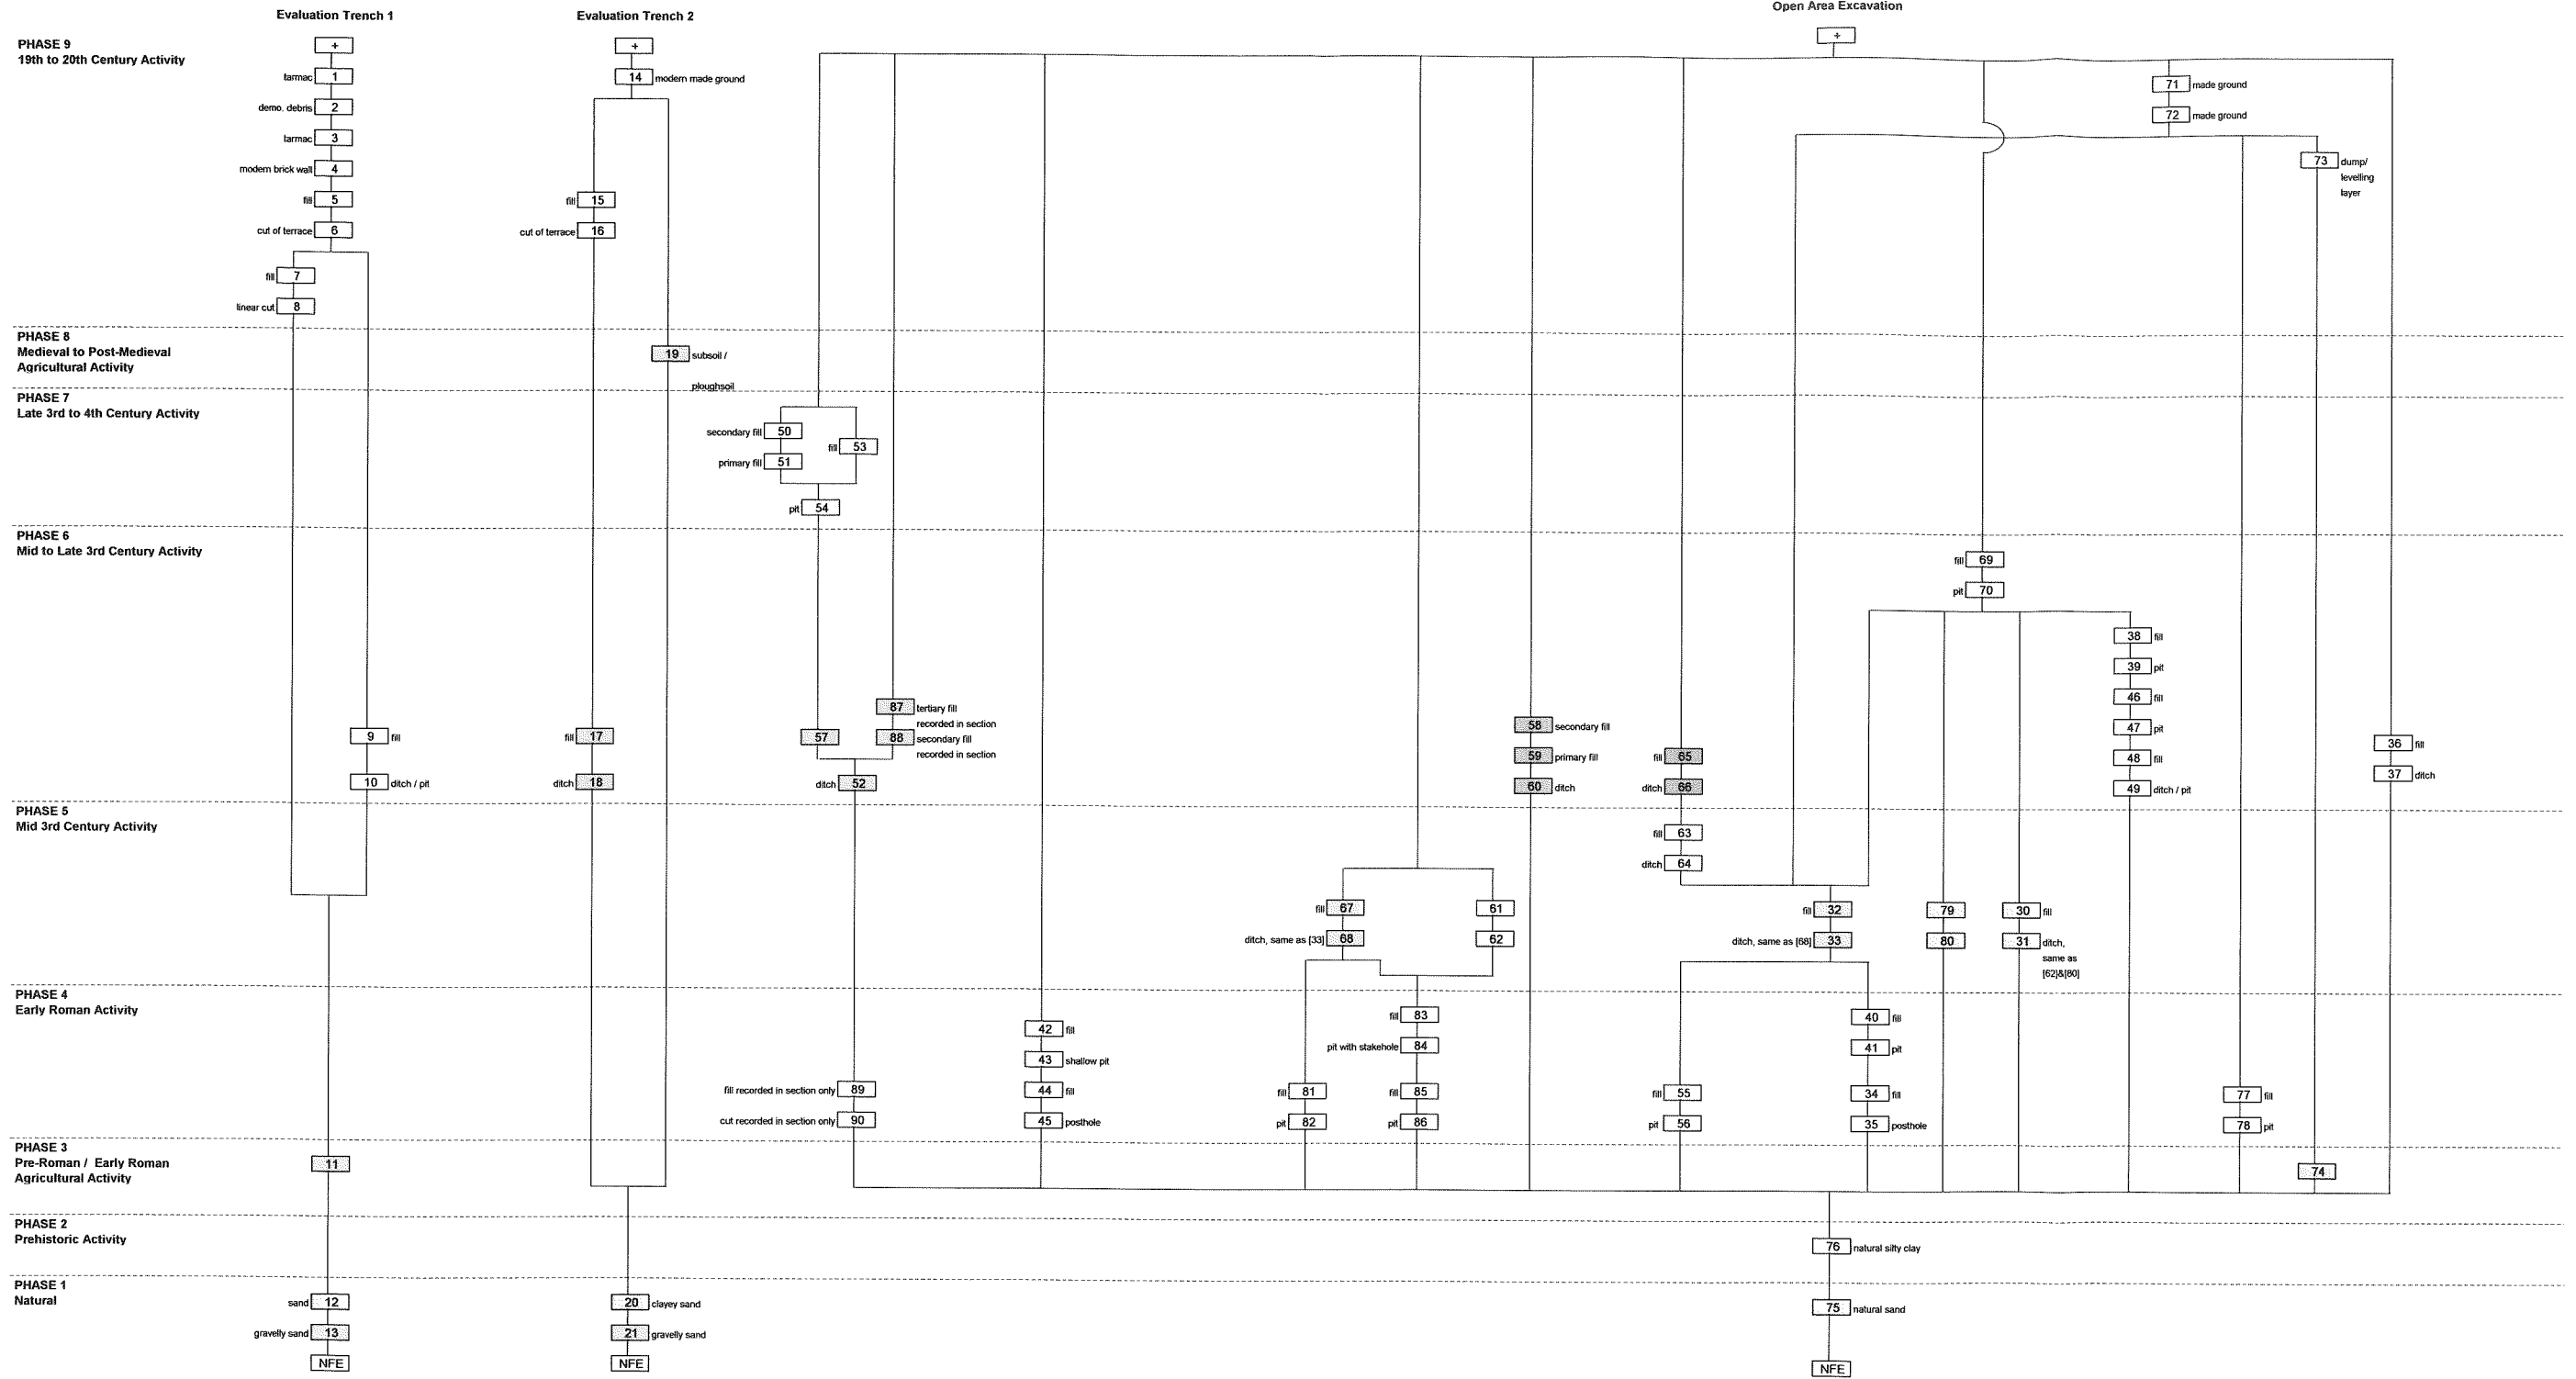 Evaluation Trench 1
Evaluation Trench 2
Open Area Excavation
PHASE 9
19th to 20th Century Activity
+
+
+
tarmac 1
14 modern made ground
71 made ground
demo. debris 2
72 made ground
tarmac 3
modern brick wall 4
73 dump/
levelling
layer
fill 5
fill 15
cut of terrace 6
cut of terrace 16
fill 7
linear cut 8
PHASE 8
Medieval to Post-Medieval
Agricultural Activity
19 subsoil /
ploughsoil
PHASE 7
Late 3rd to 4th Century Activity
secondary fill 50
fill 53
primary fill 51
pit 54
PHASE 6
Mid to Late 3rd Century Activity
fill 69
pit 70
38 fill
39 pit
46 fill
87 tertiary fill
recorded in section
58 secondary fill
47 pit
9 fill
fill 17
57
88 secondary fill
recorded in section
36 fill
59 primary fill
fill 65
48 fill
10 ditch / pit
ditch 18
ditch 52
60 ditch
ditch 66
49 ditch / pit
37 ditch
PHASE 5
Mid 3rd Century Activity
fill 63
ditch 64
fill 67
61
fill 32
79
30 fill
ditch, same as [33] 68
62
ditch, same as [68] 33
80
31 ditch,
same as
[62]&[80]
PHASE 4
Early Roman Activity
42 fill
fill 83
40 fill
43 shallow pit
pit with stakehole 84
41 pit
fill recorded in section only 89
44 fill
fill 81
fill 85
fill 55
34 fill
77 fill
cut recorded in section only 90
45 posthole
pit 82
pit 86
pit 56
35 posthole
78 pit
PHASE 3
Pre-Roman / Early Roman
Agricultural Activity
11
74
PHASE 2
Prehistoric Activity
76 natural silty clay
PHASE 1
Natural
sand 12
20 clayey sand
75 natural sand
gravelly sand 13
21 gravelly sand
NFE
NFE
NFE